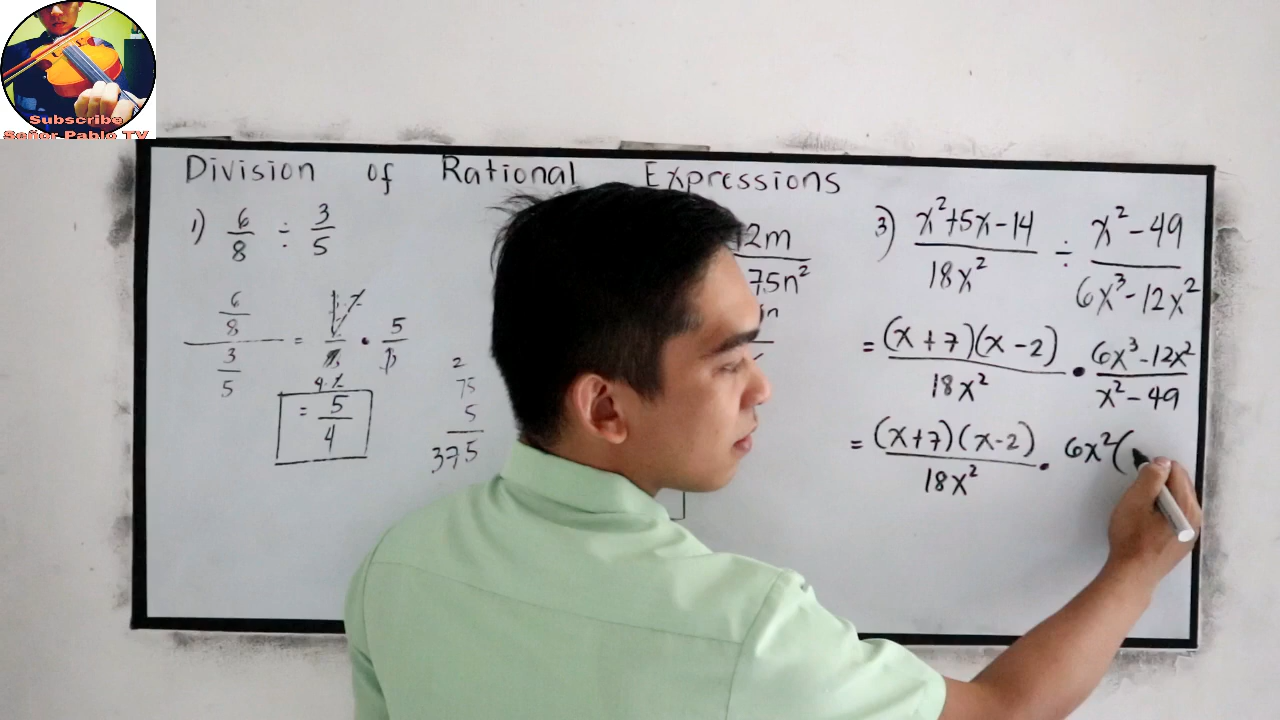 Subscribe
Señor Pablo TV
Division of Rational Expressions
1) 6/8 ÷ 3/5
6/8
3/5
= • 5
= 5/4
2
75
5
375
2m
75n²
3) x²+5x-14 / 18x² ÷ x²-49 / 6x³-12x²
= (x+7)(x-2) / 18x² • 6x³-12x² / x²-49
= (x+7)(x-2) / 18x² • 6x²(